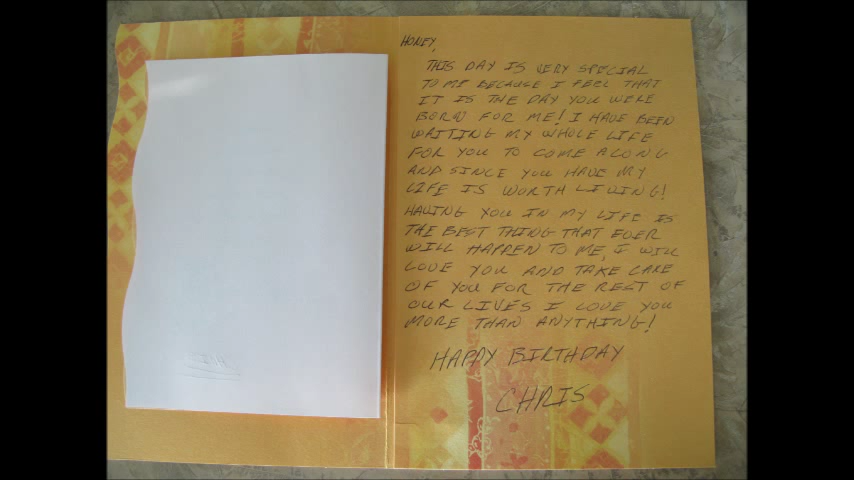 HONEY,
THIS DAY IS VERY SPECIAL
TO ME BECAUSE I FEEL THAT
IT IS THE DAY YOU WERE
BORN FOR ME! I HAVE BEEN
WAITING MY WHOLE LIFE
FOR YOU TO COME ALONG
AND SINCE YOU HAVE MY
LIFE IS WORTH LIVING!
HAVING YOU IN MY LIFE IS
THE BEST THING THAT EVER
WILL HAPPEN TO ME, I WILL
LOVE YOU AND TAKE CARE
OF YOU FOR THE REST OF
OUR LIVES I LOVE YOU
MORE THAN ANYTHING!
HAPPY BIRTHDAY
CHRIS